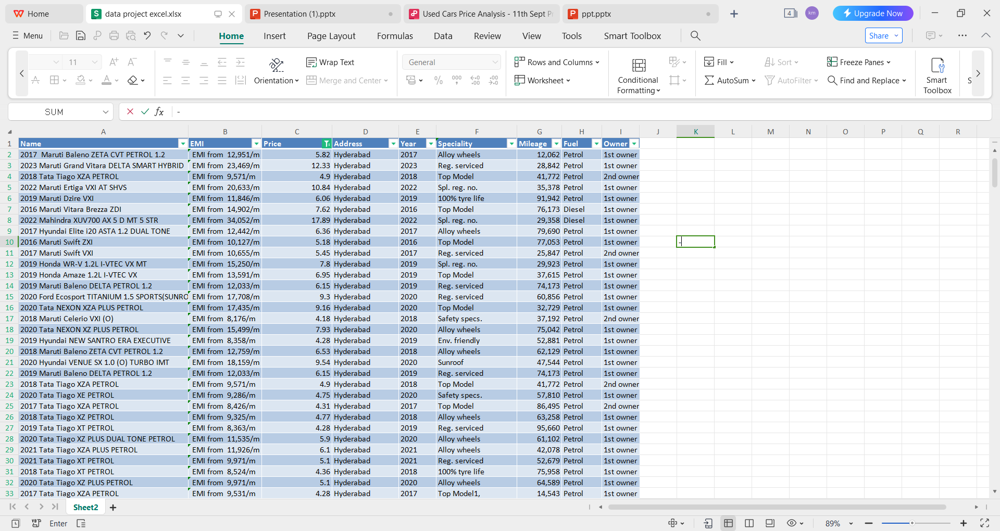 Home data project excel.xlsx Presentation (1).pptx Used Cars Price Analysis - 11th Sept P ppt.pptx 4 km Upgrade Now
Menu Home Insert Page Layout Formulas Data Review View Tools Smart Toolbox Share
11 Wrap Text General Rows and Columns Fill Sort Freeze Panes
Orientation Merge and Center Worksheet Conditional Formatting AutoSum AutoFilter Find and Replace Smart Toolbox S
SUM fx -
A B C D E F G H I J K L M N O P Q R
1 Name EMI Price Address Year Speciality Mileage Fuel Owner
2 2017 Maruti Baleno ZETA CVT PETROL 1.2 EMI from 12,951/m 5.82 Hyderabad 2017 Alloy wheels 12,062 Petrol 1st owner
3 2023 Maruti Grand Vitara DELTA SMART HYBRID EMI from 23,469/m 12.33 Hyderabad 2023 Reg. serviced 28,842 Petrol 1st owner
4 2018 Tata Tiago XZA PETROL EMI from 9,571/m 4.9 Hyderabad 2018 Top Model 41,772 Petrol 2nd owner
5 2022 Maruti Ertiga VXI AT SHVS EMI from 20,633/m 10.84 Hyderabad 2022 Spl. reg. no. 35,378 Petrol 1st owner
6 2019 Maruti Dzire VXI EMI from 11,846/m 6.06 Hyderabad 2019 100% tyre life 91,942 Petrol 1st owner
7 2016 Maruti Vitara Brezza ZDI EMI from 14,902/m 7.62 Hyderabad 2016 Top Model 76,173 Diesel 1st owner
8 2022 Mahindra XUV700 AX 5 D MT 5 STR EMI from 34,052/m 17.89 Hyderabad 2022 Spl. reg. no. 29,358 Diesel 1st owner
9 2017 Hyundai Elite i20 ASTA 1.2 DUAL TONE EMI from 12,442/m 6.36 Hyderabad 2017 Alloy wheels 79,690 Petrol 1st owner
10 2016 Maruti Swift ZXI EMI from 10,127/m 5.18 Hyderabad 2016 Top Model 77,053 Petrol 1st owner -
11 2017 Maruti Swift VXI EMI from 10,655/m 5.45 Hyderabad 2017 Reg. serviced 25,847 Petrol 2nd owner
12 2019 Honda WR-V 1.2L I-VTEC VX MT EMI from 15,250/m 7.8 Hyderabad 2019 Spl. reg. no. 29,923 Petrol 1st owner
13 2019 Honda Amaze 1.2L I-VTEC VX EMI from 13,591/m 6.95 Hyderabad 2019 Top Model 37,615 Petrol 1st owner
14 2019 Maruti Baleno DELTA PETROL 1.2 EMI from 12,033/m 6.15 Hyderabad 2019 Reg. serviced 74,173 Petrol 1st owner
15 2020 Ford Ecosport TITANIUM 1.5 SPORTS(SUNRO EMI from 17,708/m 9.3 Hyderabad 2020 Reg. serviced 60,856 Petrol 1st owner
16 2020 Tata NEXON XZA PLUS PETROL EMI from 17,435/m 9.16 Hyderabad 2020 Top Model 32,729 Petrol 1st owner
17 2018 Maruti Celerio VXI (O) EMI from 8,176/m 4.18 Hyderabad 2018 Safety specs. 37,192 Petrol 2nd owner
18 2020 Tata NEXON XZ PLUS PETROL EMI from 15,499/m 7.93 Hyderabad 2020 Alloy wheels 75,042 Petrol 1st owner
19 2019 Hyundai NEW SANTRO ERA EXECUTIVE EMI from 8,358/m 4.28 Hyderabad 2019 Env. friendly 52,881 Petrol 1st owner
20 2018 Maruti Baleno ZETA CVT PETROL 1.2 EMI from 12,759/m 6.53 Hyderabad 2018 Alloy wheels 62,129 Petrol 1st owner
21 2020 Hyundai VENUE SX 1.0 (O) TURBO IMT EMI from 18,159/m 9.54 Hyderabad 2020 Sunroof 47,544 Petrol 1st owner
22 2019 Maruti Baleno DELTA PETROL 1.2 EMI from 12,033/m 6.15 Hyderabad 2019 Reg. serviced 74,173 Petrol 1st owner
23 2018 Tata Tiago XZA PETROL EMI from 9,571/m 4.9 Hyderabad 2018 Top Model 41,772 Petrol 2nd owner
24 2020 Tata Tiago XE PETROL EMI from 9,286/m 4.75 Hyderabad 2020 Safety specs. 57,810 Petrol 1st owner
25 2017 Tata Tiago XZA PETROL EMI from 8,426/m 4.31 Hyderabad 2017 Top Model 86,495 Petrol 2nd owner
26 2018 Tata Tiago XZ PETROL EMI from 9,325/m 4.77 Hyderabad 2018 Alloy wheels 63,258 Petrol 1st owner
27 2019 Tata Tiago XT PETROL EMI from 8,363/m 4.28 Hyderabad 2019 Reg. serviced 95,660 Petrol 1st owner
28 2020 Tata Tiago XZ PLUS DUAL TONE PETROL EMI from 11,535/m 5.9 Hyderabad 2020 Alloy wheels 61,102 Petrol 1st owner
29 2021 Tata Tiago XZA PLUS PETROL EMI from 11,926/m 6.1 Hyderabad 2021 Alloy wheels 42,078 Petrol 1st owner
30 2021 Tata Tiago XT PETROL EMI from 9,971/m 5.1 Hyderabad 2021 Reg. serviced 52,679 Petrol 1st owner
31 2018 Tata Tiago XT PETROL EMI from 8,524/m 4.36 Hyderabad 2018 100% tyre life 75,958 Petrol 1st owner
32 2020 Tata Tiago XZ PLUS PETROL EMI from 9,971/m 5.1 Hyderabad 2020 Alloy wheels 64,589 Petrol 1st owner
33 2017 Tata Tiago XZA PETROL EMI from 9,531/m 4.28 Hyderabad 2017 Top Model1, 14,543 Petrol 1st owner
Sheet2
Enter 89%